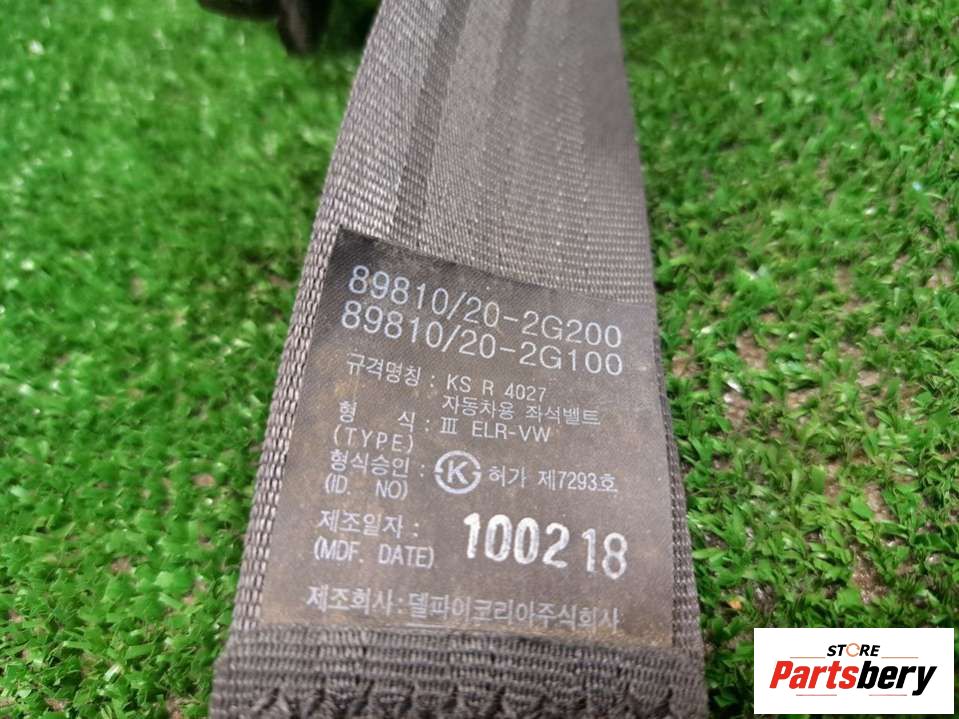 89810/20-2G200
89810/20-2G100
규격명칭 : KS R 4027
자동차용 좌석벨트
형 식 : Ⅲ ELR-VW
(TYPE)
형식승인 : K 허가 제7293호
(ID. NO)
제조일자 : 100218
(MDF. DATE)
제조회사 : 델파이코리아주식회사
STORE
Partsbery